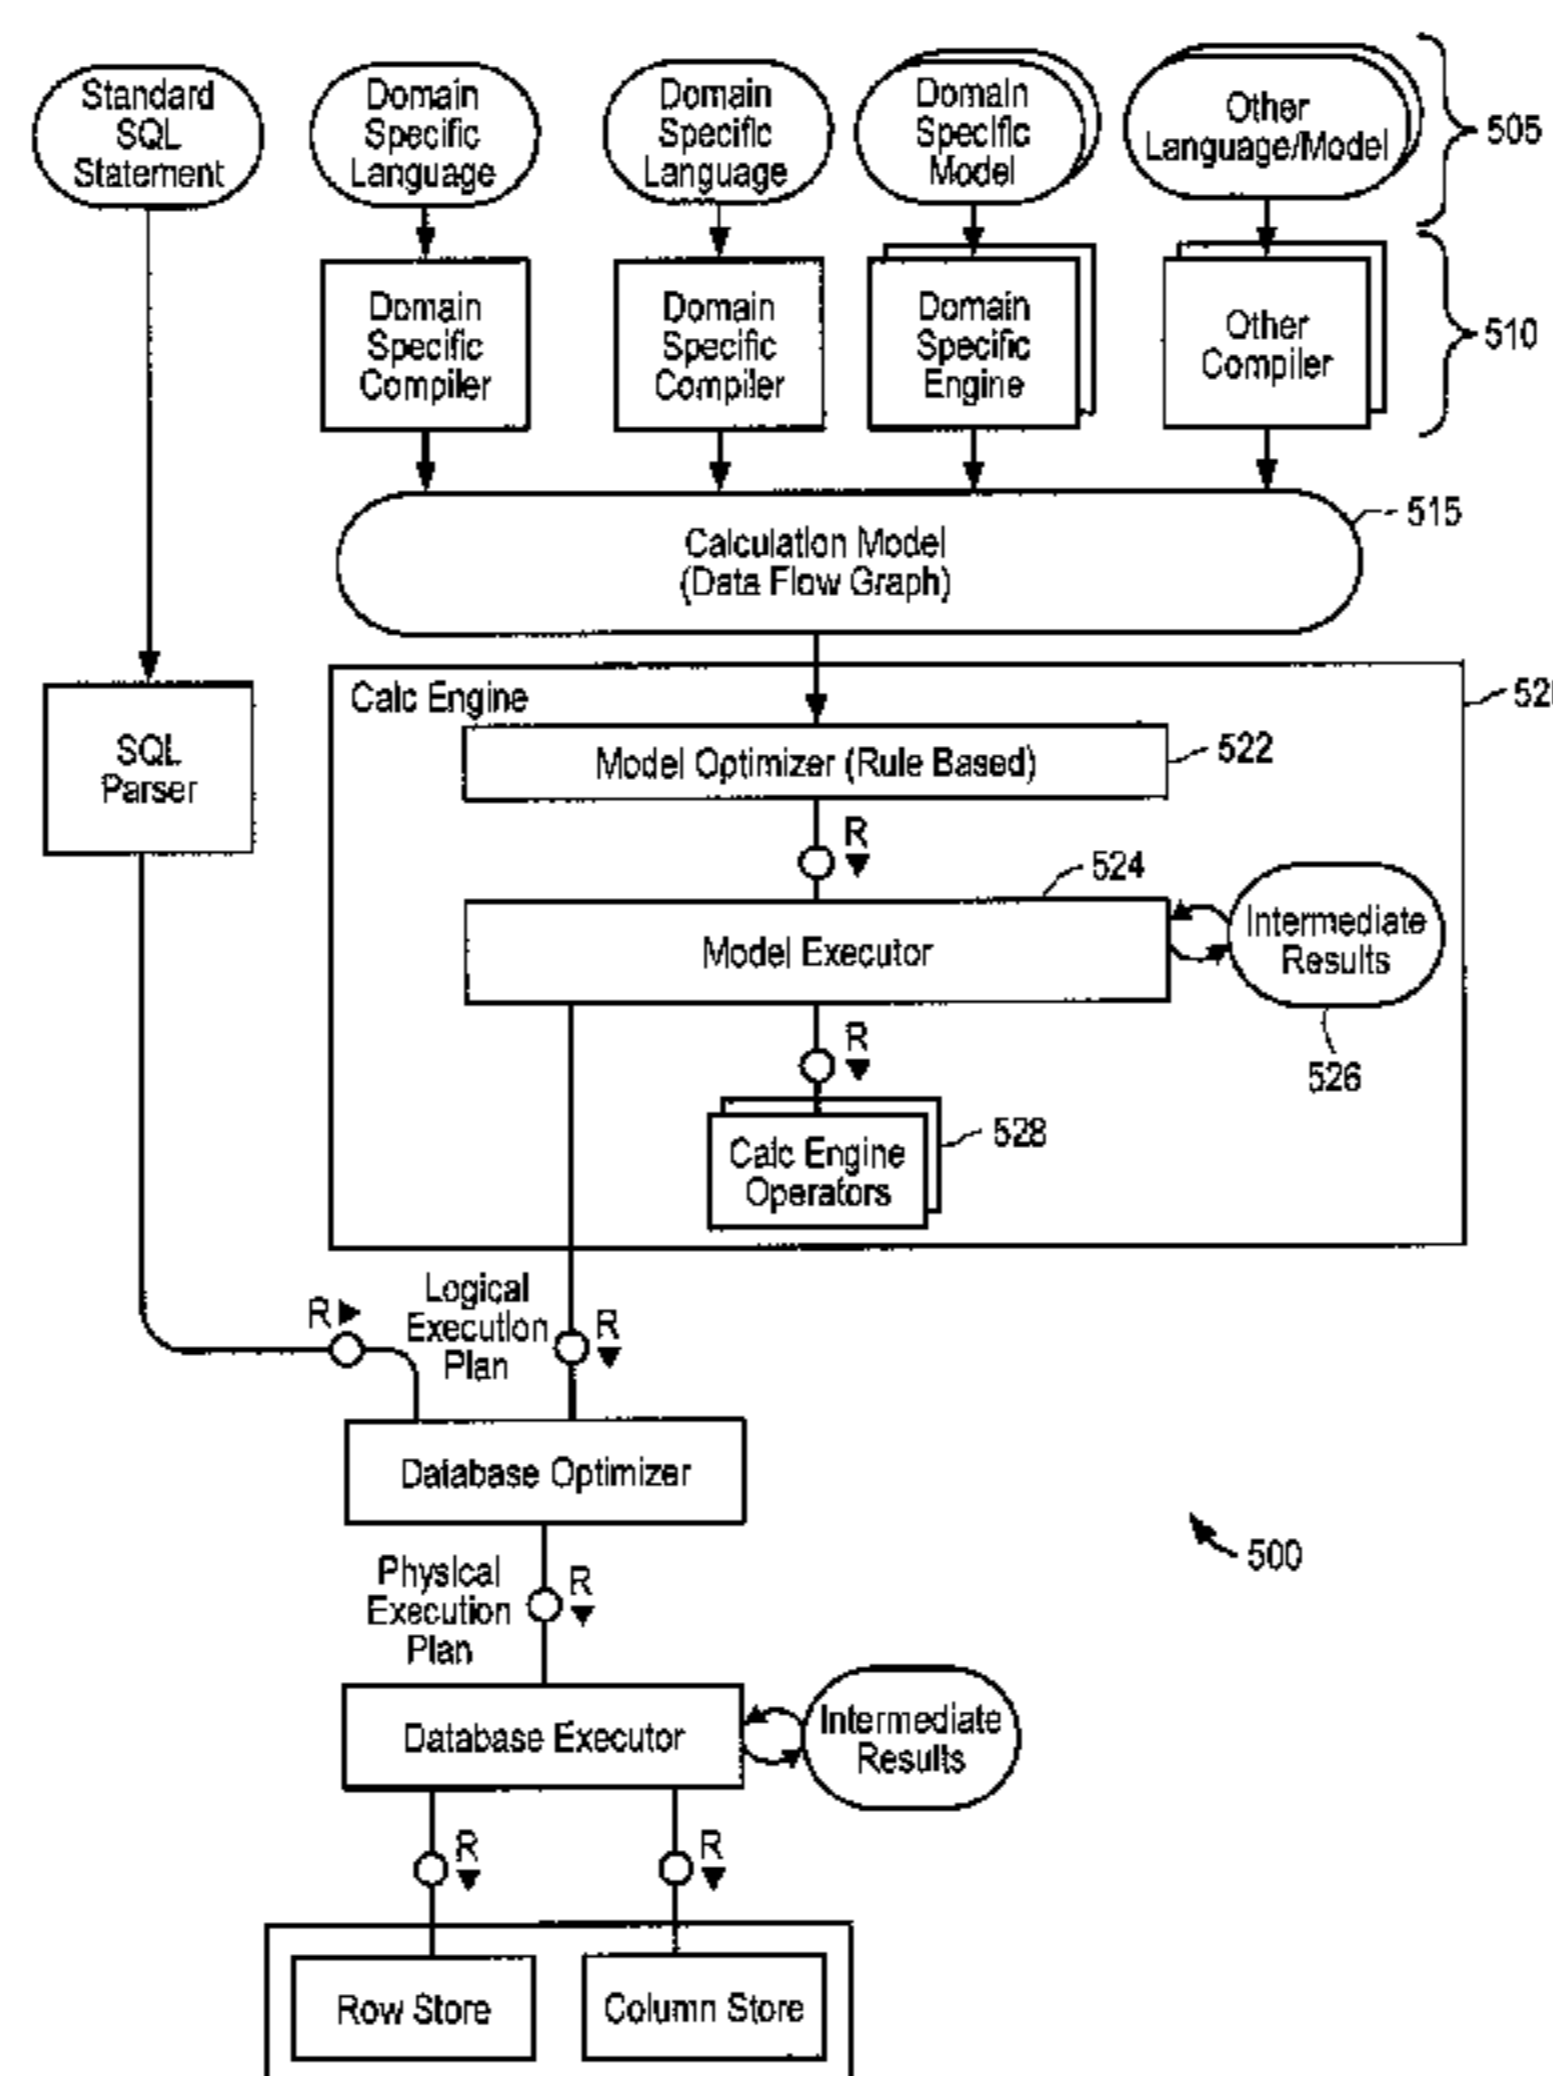 Standard
SQL
Statement
Domain
Specific
Language
Domain
Specific
Language
Domain
Specific
Model
Other
Language/Model
505
Domain
Specific
Compiler
Domain
Specific
Compiler
Domain
Specific
Engine
Other
Compiler
510
Calculation Model
(Data Flow Graph)
515
Calc Engine
SQL
Parser
Model Optimizer (Rule Based)
522
R
524
Model Executor
Intermediate
Results
526
R
Calc Engine
Operators
528
R
Logical
Execution
Plan
R
Database Optimizer
500
Physical
Execution
Plan
R
Database Executor
Intermediate
Results
R
R
Row Store
Column Store